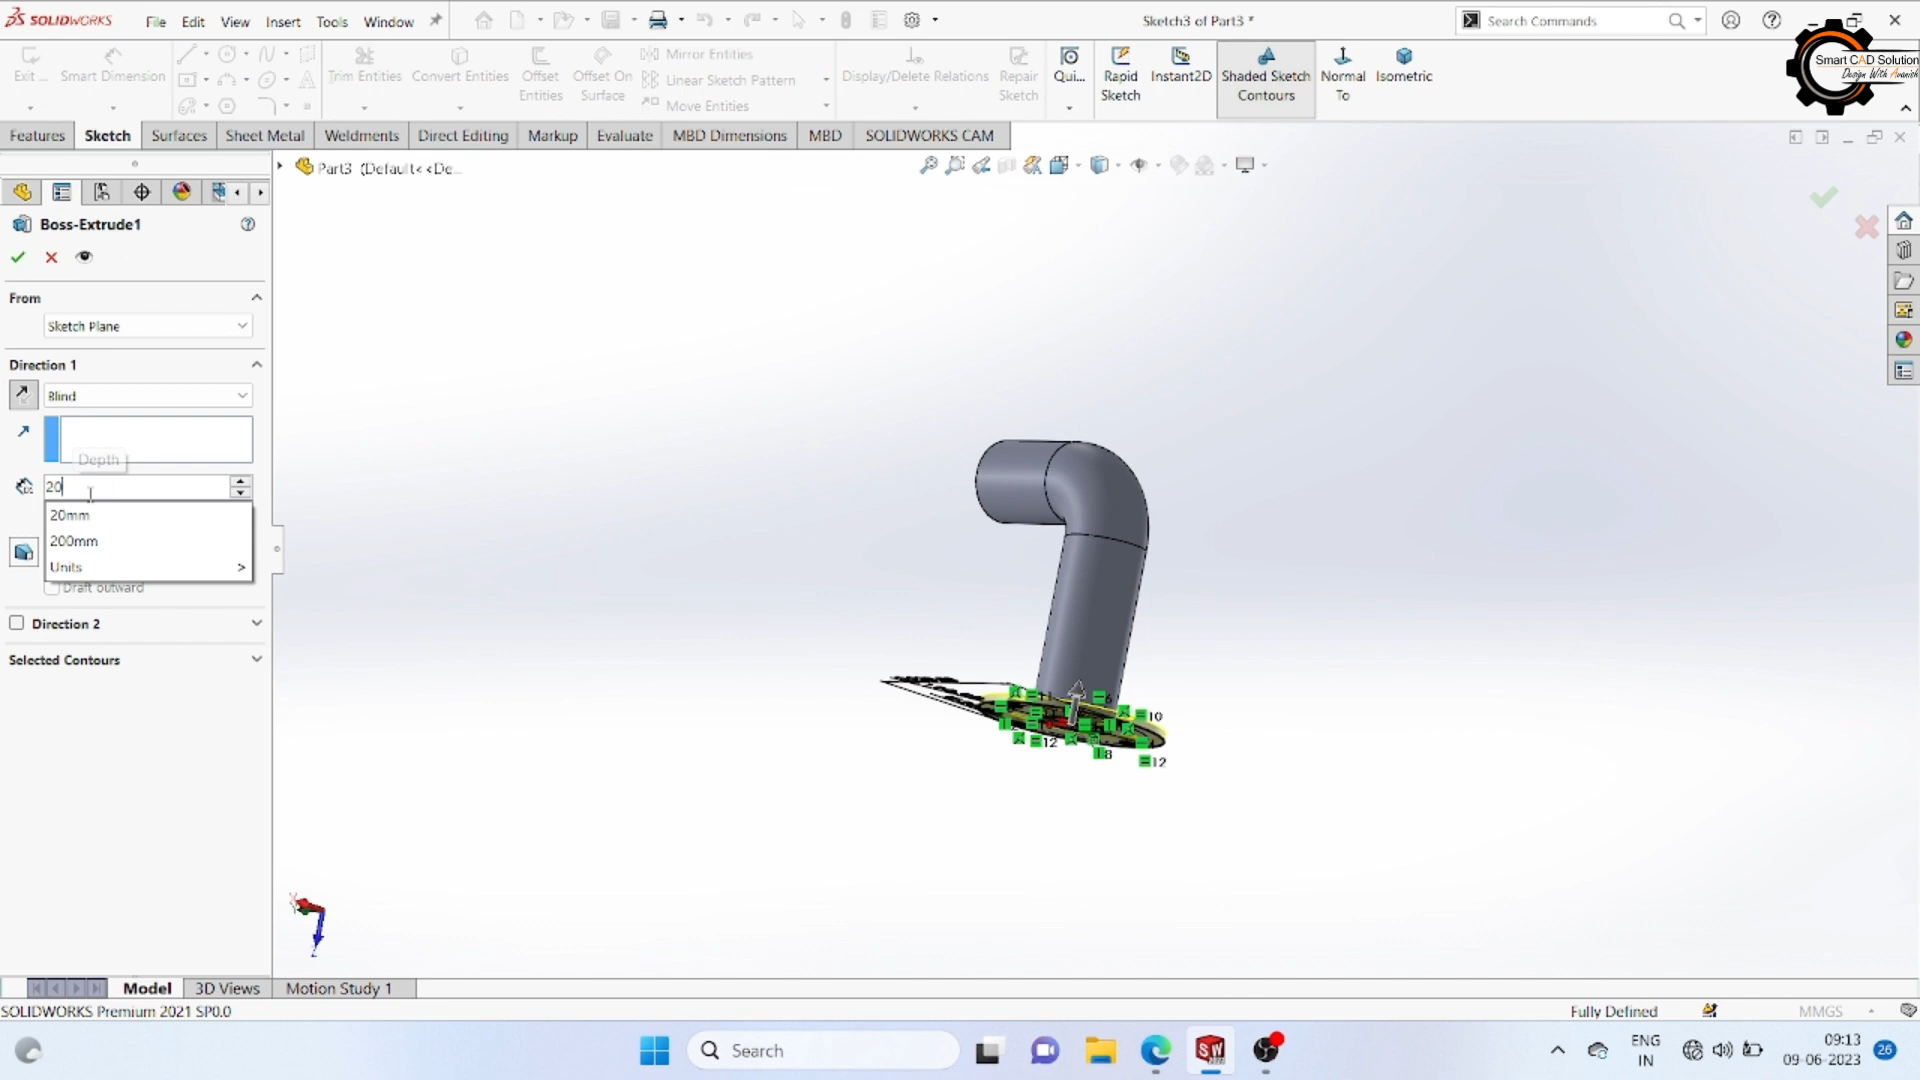 SOLIDWORKS
File Edit View Insert Tools Window
Sketch3 of Part3 *
Search Commands
Smart CAD Solution
Design With Avanish
Exit ...
Smart Dimension
Trim Entities
Convert Entities
Offset Entities
Offset On Surface
Mirror Entities
Linear Sketch Pattern
Move Entities
Display/Delete Relations
Repair Sketch
Qui...
Rapid Sketch
Instant2D
Shaded Sketch Contours
Normal To
Isometric
Features Sketch Surfaces Sheet Metal Weldments Direct Editing Markup Evaluate MBD Dimensions MBD SOLIDWORKS CAM
Part3 (Default<<De...
Boss-Extrude1
From
Sketch Plane
Direction 1
Blind
Depth
20
20mm
200mm
Units >
Draft outward
Direction 2
Selected Contours
10
12
8
12
Model 3D Views Motion Study 1
SOLIDWORKS Premium 2021 SP0.0
Fully Defined
MMGS
Search
ENG
IN
09:13
09-06-2023
26